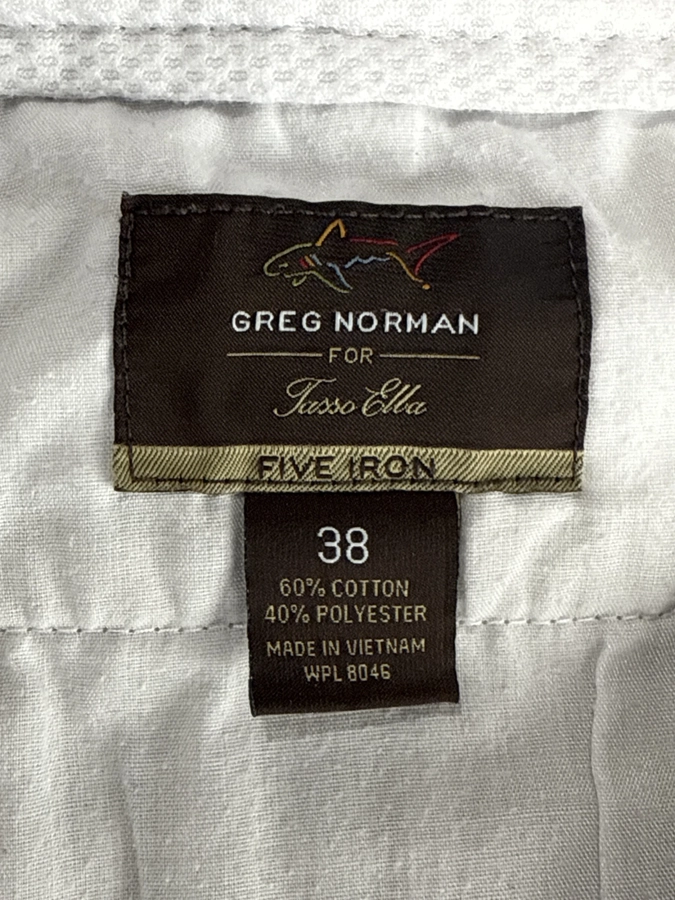 GREG NORMAN
FOR
Tasso Elba
FIVE IRON
38
60% COTTON
40% POLYESTER
MADE IN VIETNAM
WPL 8046